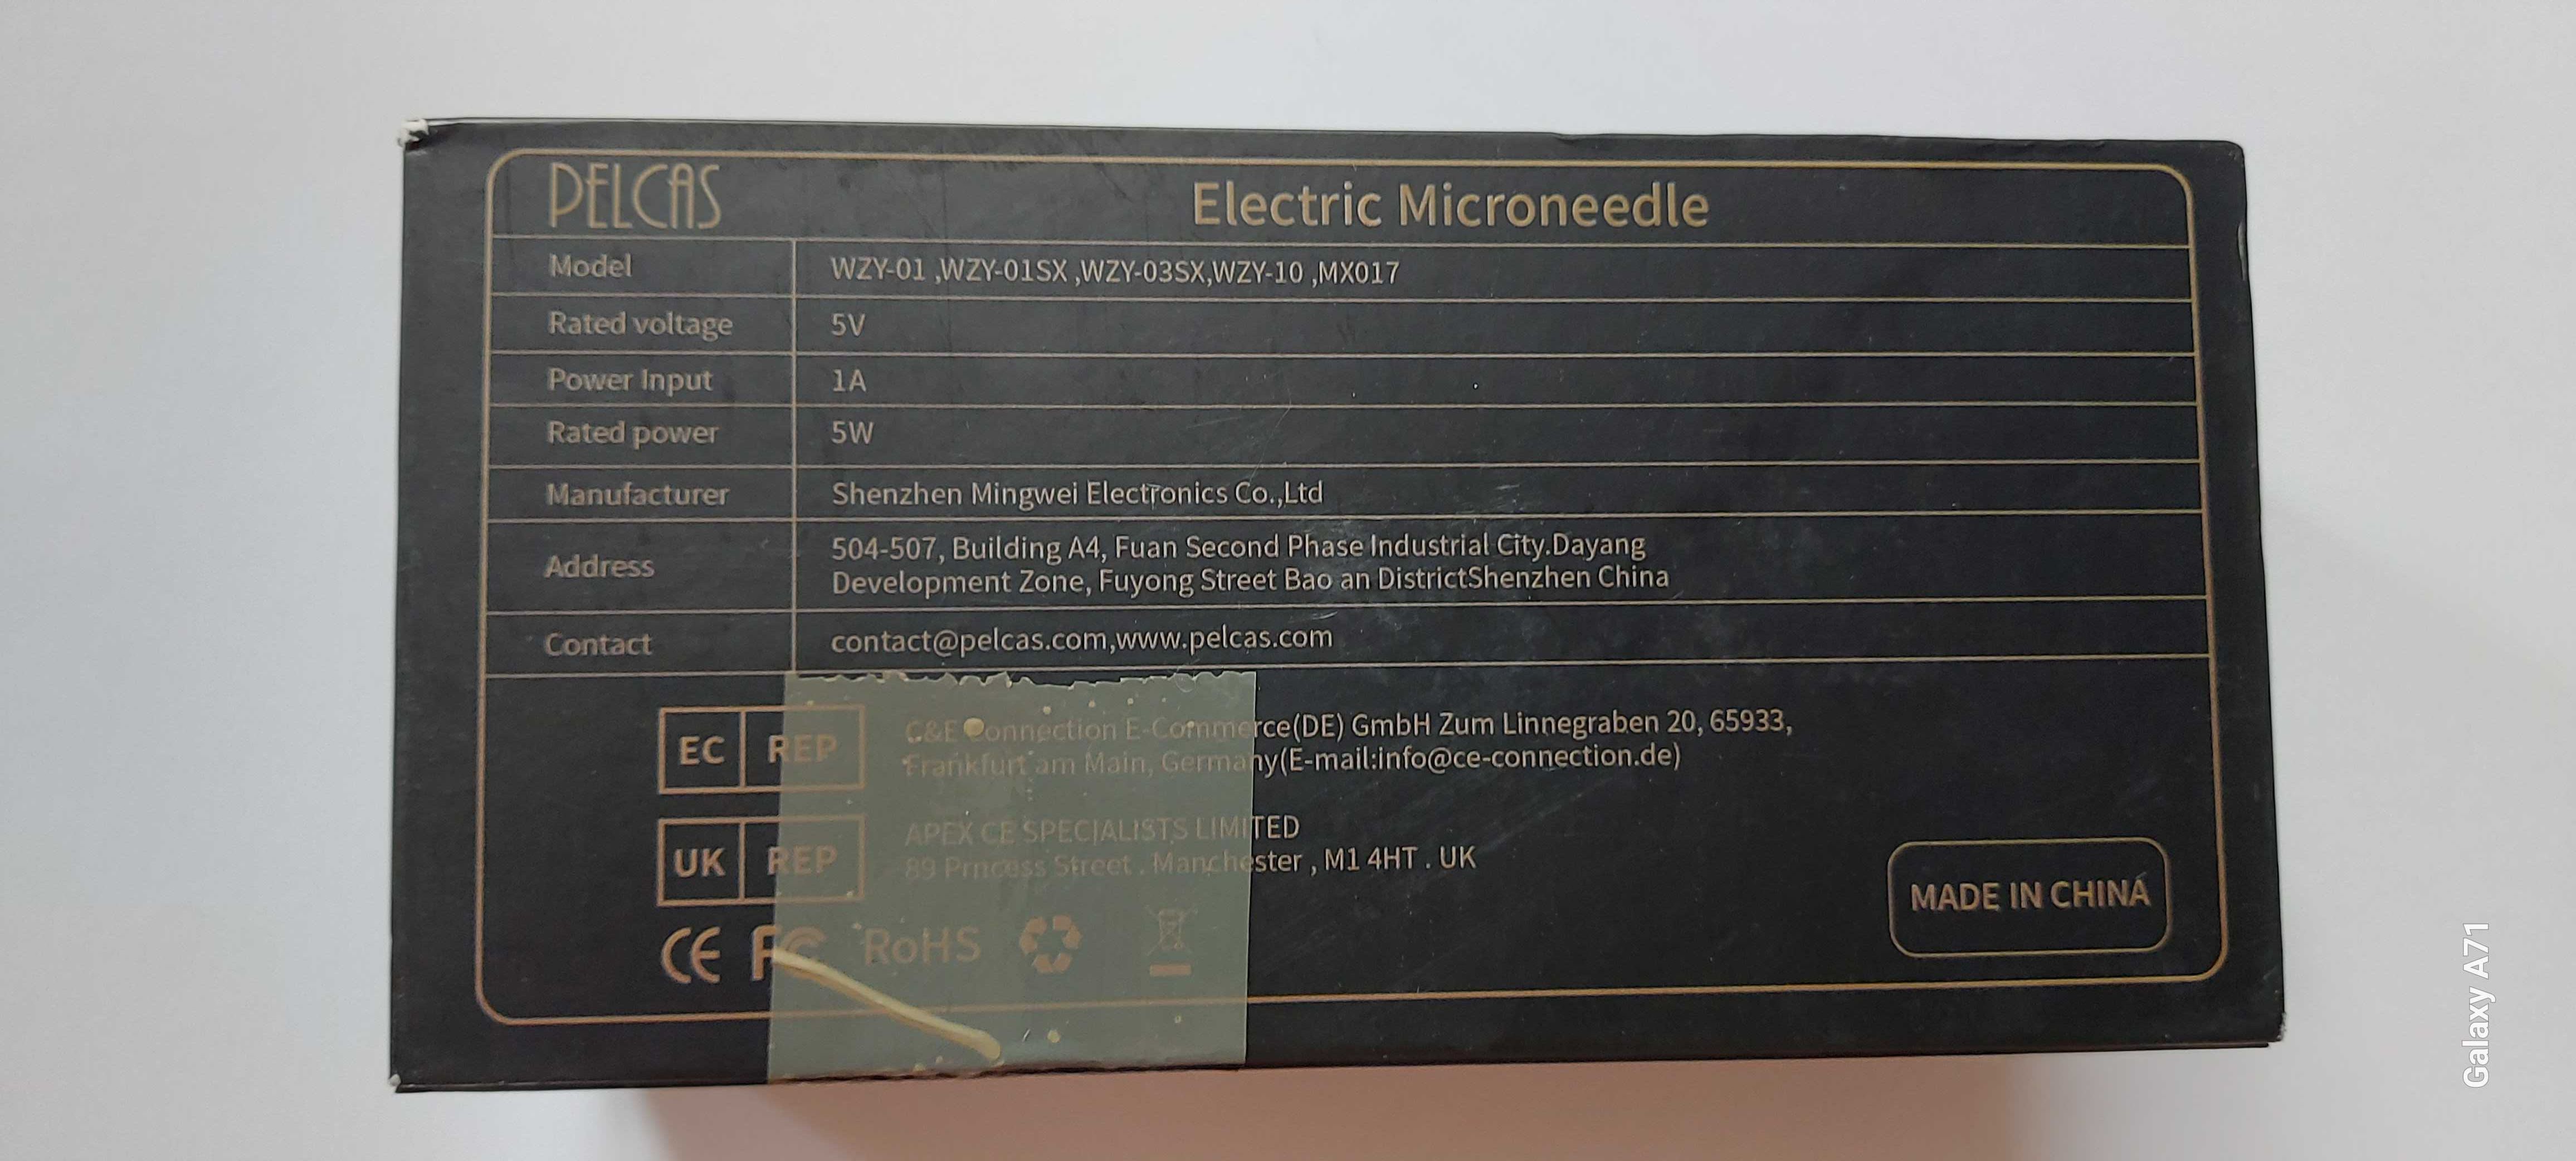 PELCAS
Electric Microneedle
Model WZY-01 ,WZY-01SX ,WZY-03SX,WZY-10 ,MX017
Rated voltage 5V
Power Input 1A
Rated power 5W
Manufacturer Shenzhen Mingwei Electronics Co.,Ltd
Address 504-507, Building A4, Fuan Second Phase Industrial City.Dayang
Development Zone, Fuyong Street Bao an DistrictShenzhen China
Contact contact@pelcas.com,www.pelcas.com
EC REP C&E Connection E-Commerce(DE) GmbH Zum Linnegraben 20, 65933,
Frankfurt am Main, Germany(E-mail:info@ce-connection.de)
UK REP APEX CE SPECIALISTS LIMITED
89 Prncess Street . Manchester , M1 4HT . UK
CE FC RoHS
MADE IN CHINA
Galaxy A71